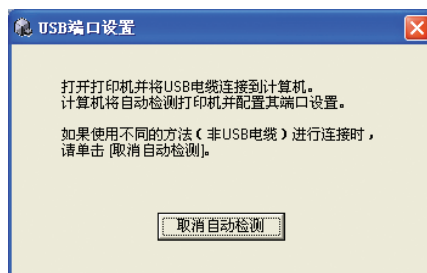 USB端口设置
打开打印机并将USB电缆连接到计算机。
计算机将自动检测打印机并配置其端口设置。
如果使用不同的方法（非USB电缆）进行连接时，
请单击 [取消自动检测]。
取消自动检测